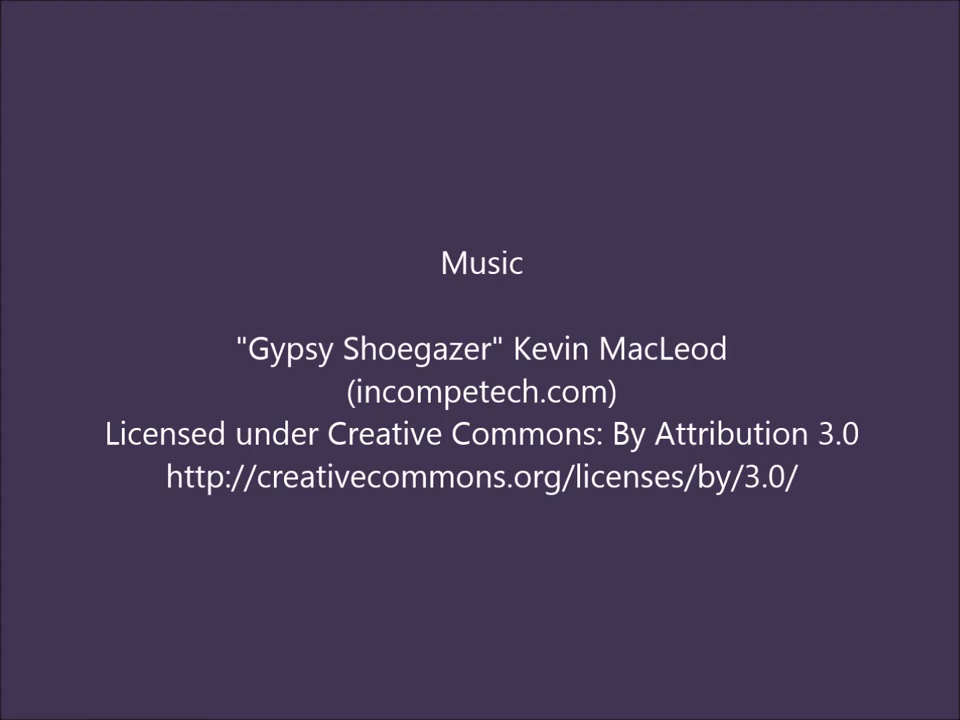 Music
"Gypsy Shoegazer" Kevin MacLeod
(incompetech.com)
Licensed under Creative Commons: By Attribution 3.0
http://creativecommons.org/licenses/by/3.0/